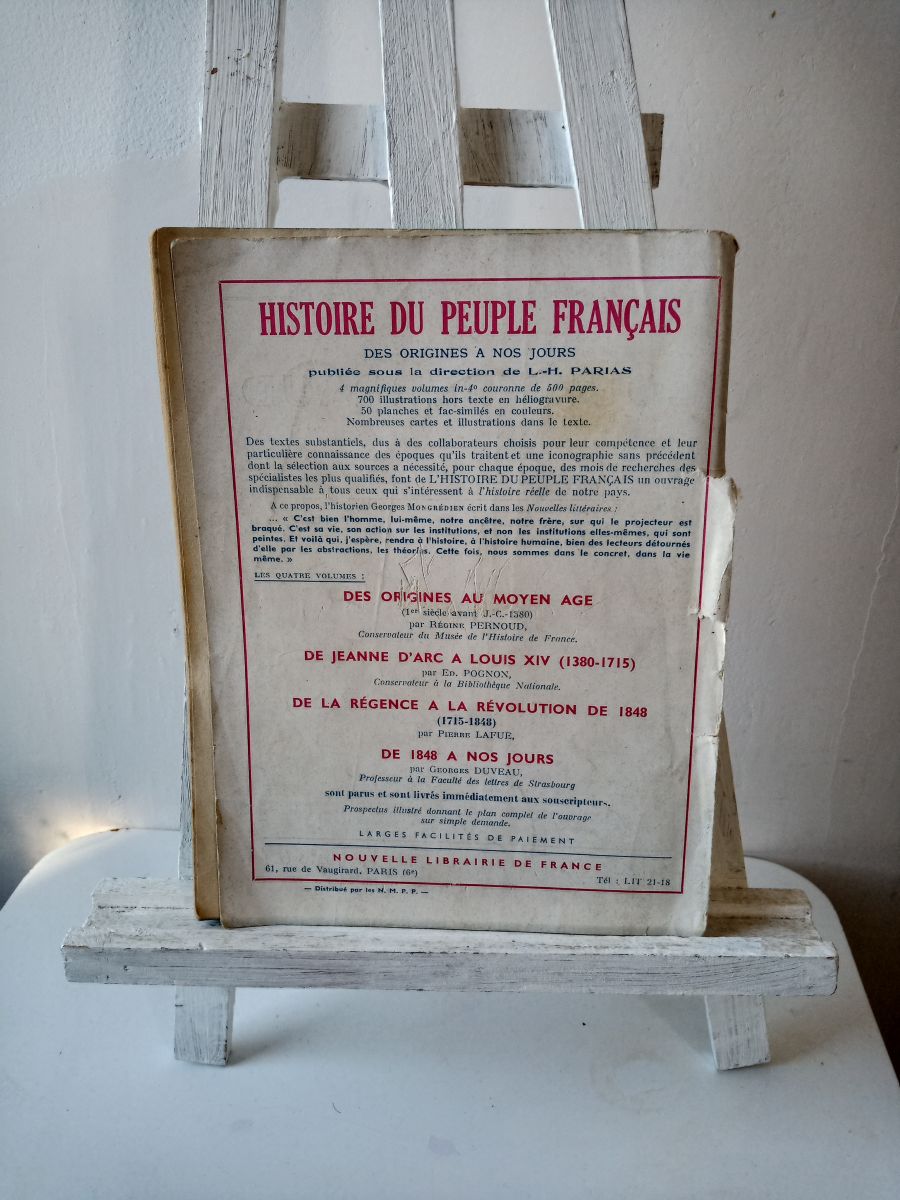 HISTOIRE DU PEUPLE FRANÇAIS
DES ORIGINES A NOS JOURS
publiée sous la direction de L.-H. PARIAS
4 magnifiques volumes in-4º couronne de 500 pages.
700 illustrations hors texte en héliogravure.
50 planches et fac-similés en couleurs.
Nombreuses cartes et illustrations dans le texte.
Des textes substantiels, dus à des collaborateurs choisis pour leur compétence et leur
particulière connaissance des époques qu'ils traitent et une iconographie sans précédent
dont la sélection aux sources a nécessité, pour chaque époque, des mois de recherches des
spécialistes les plus qualifiés, font de L'HISTOIRE DU PEUPLE FRANÇAIS un ouvrage
indispensable à tous ceux qui s'intéressent à l'histoire réelle de notre pays.
A ce propos, l'historien Georges MONGRÉDIEN écrit dans les Nouvelles littéraires :
... « C'est bien l'homme, lui-même, notre ancêtre, notre frère, sur qui le projecteur est
braqué. C'est sa vie, son action sur les institutions, et non les institutions elles-mêmes, qui sont
peintes. Et voilà qui, j'espère, rendra à l'histoire, à l'histoire humaine, bien des lecteurs détournés
d'elle par les abstractions, les théories. Cette fois, nous sommes dans le concret, dans la vie
même. »
LES QUATRE VOLUMES :
DES ORIGINES AU MOYEN AGE
(1er siècle avant J.-C.-1380)
par RÉGINE PERNOUD,
Conservateur du Musée de l'Histoire de France.
DE JEANNE D'ARC A LOUIS XIV (1380-1715)
par ED. POGNON,
Conservateur à la Bibliothèque Nationale.
DE LA RÉGENCE A LA RÉVOLUTION DE 1848
(1715-1848)
par PIERRE LAFUE,
DE 1848 A NOS JOURS
par GEORGES DUVEAU,
Professeur à la Faculté des lettres de Strasbourg
sont parus et sont livrés immédiatement aux souscripteurs.
Prospectus illustré donnant le plan complet de l'ouvrage
sur simple demande.
LARGES FACILITÉS DE PAIEMENT
NOUVELLE LIBRAIRIE DE FRANCE
61, rue de Vaugirard, PARIS (6e) Tél : LIT 21-18
— Distribué par les N. M. P. P. —